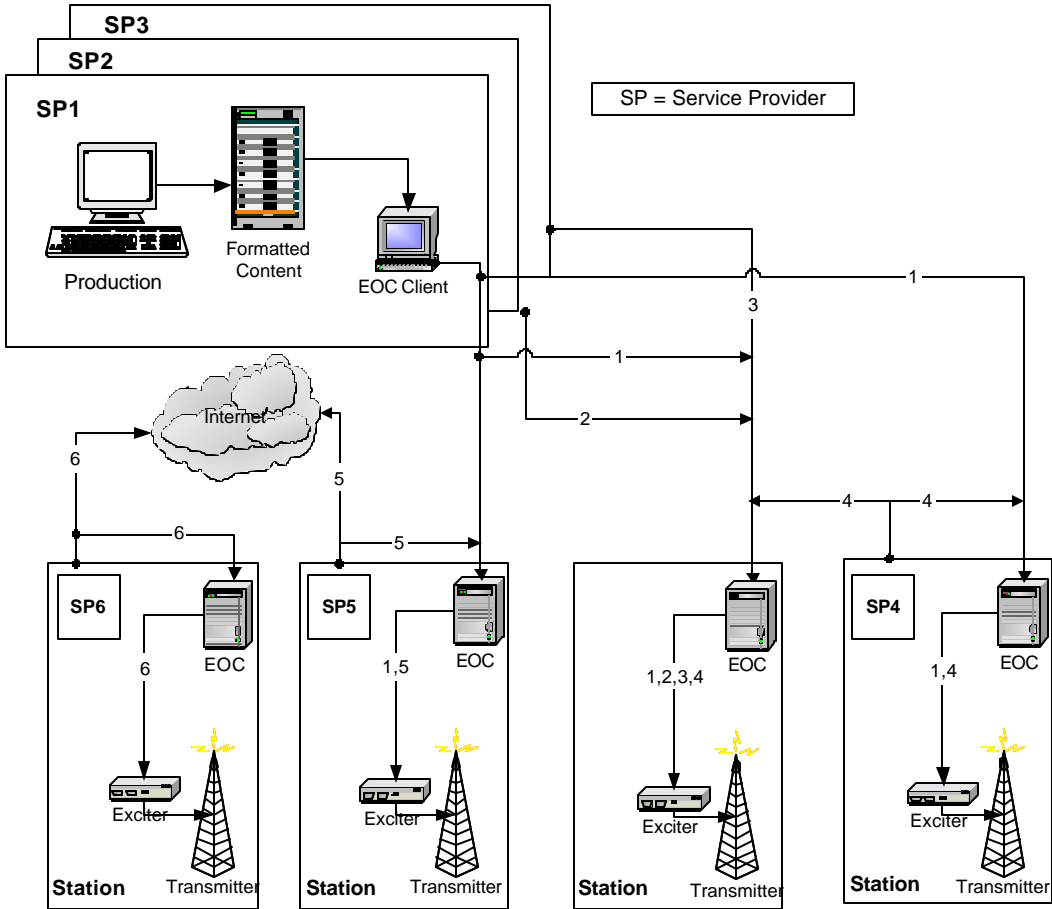 SP3
SP2
SP1
SP = Service Provider
Production
Formatted
Content
EOC Client
1
3
1
2
Internet
6
5
4
4
6
5
SP6
EOC
SP5
EOC
EOC
SP4
EOC
6
1,5
1,2,3,4
1,4
Exciter
Exciter
Exciter
Exciter
Station
Transmitter
Station
Transmitter
Station
Transmitter
Station
Transmitter